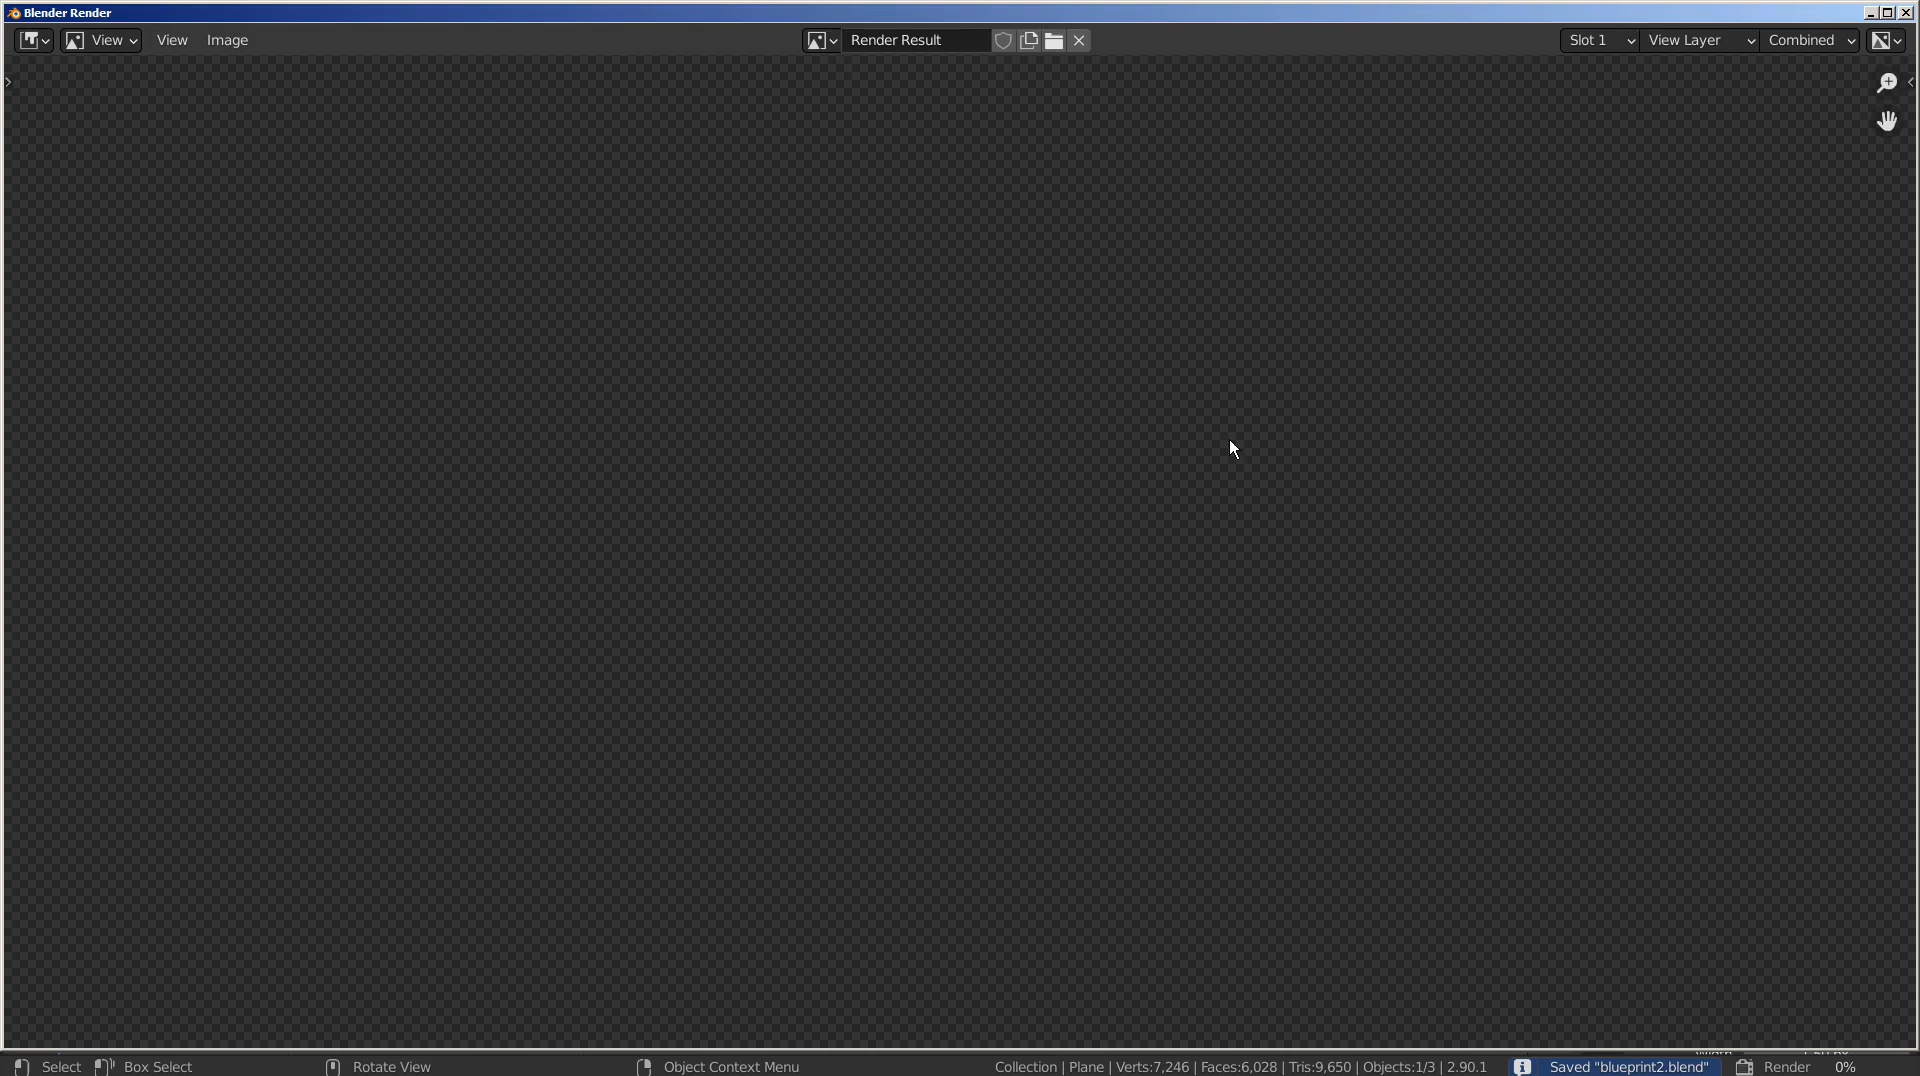 Blender Render
View View Image Render Result Slot 1 View Layer Combined
Select Box Select Rotate View Object Context Menu Collection | Plane | Verts:7,246 | Faces:6,028 | Tris:9,650 | Objects:1/3 | 2.90.1 Saved "blueprint2.blend" Render 0%